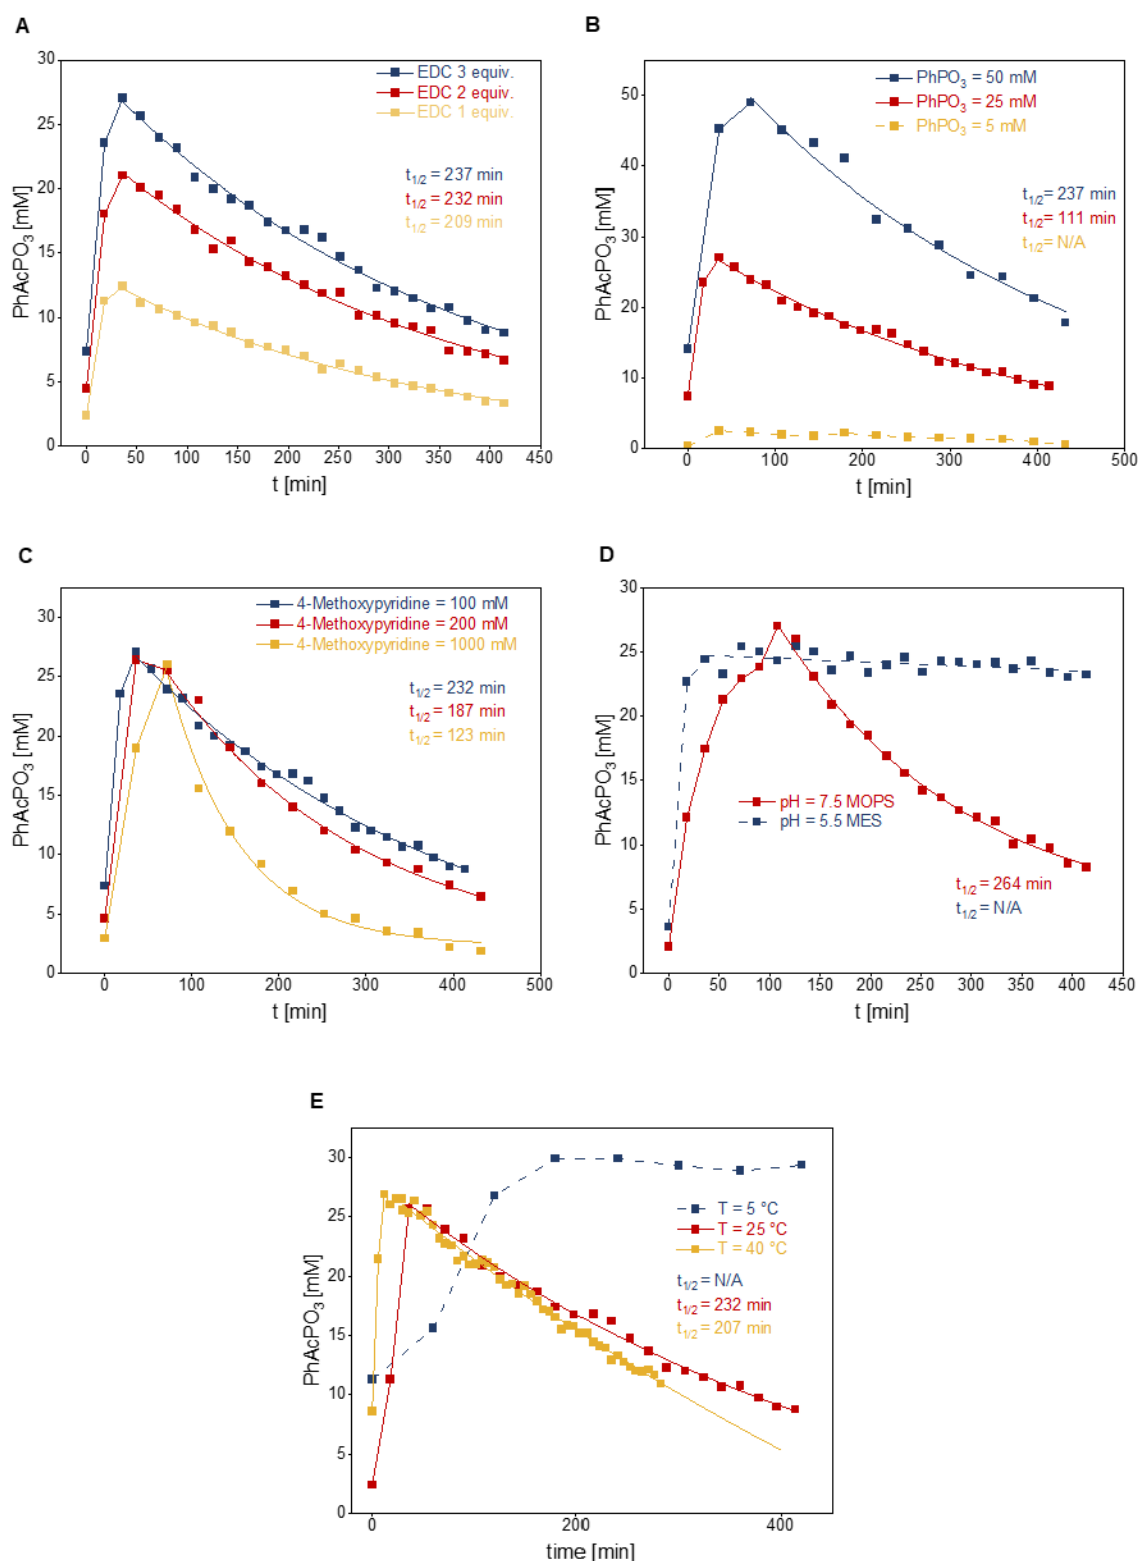 A
PhAcPO3 [mM]
30
25
20
15
10
5
0
EDC 3 equiv.
EDC 2 equiv.
EDC 1 equiv.
t1/2 = 237 min
t1/2 = 232 min
t1/2 = 209 min
0 50 100 150 200 250 300 350 400 450
t [min]
B
PhAcPO3 [mM]
50
40
30
20
10
0
PhPO3 = 50 mM
PhPO3 = 25 mM
PhPO3 = 5 mM
t1/2 = 237 min
t1/2 = 111 min
t1/2= N/A
0 100 200 300 400 500
t [min]
C
PhAcPO3 [mM]
30
25
20
15
10
5
0
4-Methoxypyridine = 100 mM
4-Methoxypyridine = 200 mM
4-Methoxypyridine = 1000 mM
t1/2 = 232 min
t1/2 = 187 min
t1/2 = 123 min
0 100 200 300 400 500
t [min]
D
PhAcPO3 [mM]
30
25
20
15
10
5
0
pH = 7.5 MOPS
pH = 5.5 MES
t1/2 = 264 min
t1/2 = N/A
0 50 100 150 200 250 300 350 400 450
t [min]
E
PhAcPO3 [mM]
30
25
20
15
10
5
0
T = 5 °C
T = 25 °C
T = 40 °C
t1/2 = N/A
t1/2 = 232 min
t1/2 = 207 min
0 200 400
time [min]